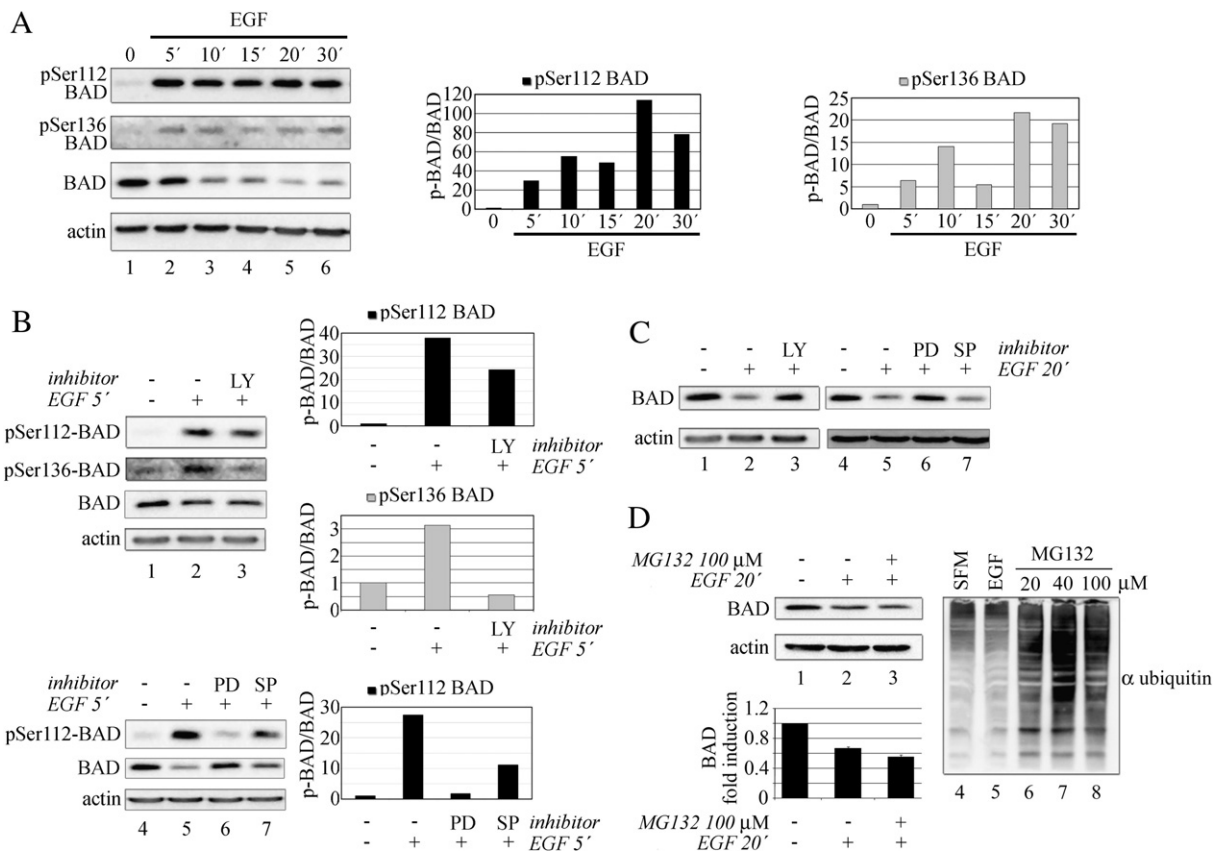 A
EGF
0 5´ 10´ 15´ 20´ 30´
pSer112
BAD
pSer136
BAD
BAD
actin
1 2 3 4 5 6
pSer112 BAD
p-BAD/BAD
120
100
80
60
40
20
0
0 5´ 10´ 15´ 20´ 30´
EGF
pSer136 BAD
p-BAD/BAD
25
20
15
10
5
0
0 5´ 10´ 15´ 20´ 30´
EGF
B
inhibitor - - LY
EGF 5´ - + +
pSer112-BAD
pSer136-BAD
BAD
actin
1 2 3
pSer112 BAD
p-BAD/BAD
40
30
20
10
0
- - LY inhibitor
- + + EGF 5´
pSer136 BAD
p-BAD/BAD
3
2
1
0
- - LY inhibitor
- + + EGF 5´
inhibitor - - PD SP
EGF 5´ - + + +
pSer112-BAD
BAD
actin
4 5 6 7
pSer112 BAD
p-BAD/BAD
30
20
10
0
- - PD SP inhibitor
- + + + EGF 5´
C
- - LY - - PD SP inhibitor
- + + - + + + EGF 20´
BAD
actin
1 2 3 4 5 6 7
D
MG132 100 µM - - +
EGF 20´ - + +
BAD
actin
1 2 3
BAD
fold induction
1.2
0.8
0.4
0
MG132 100 µM - - +
EGF 20´ - + +
SFM
EGF
MG132
20 40 100 µM
α ubiquitin
4 5 6 7 8